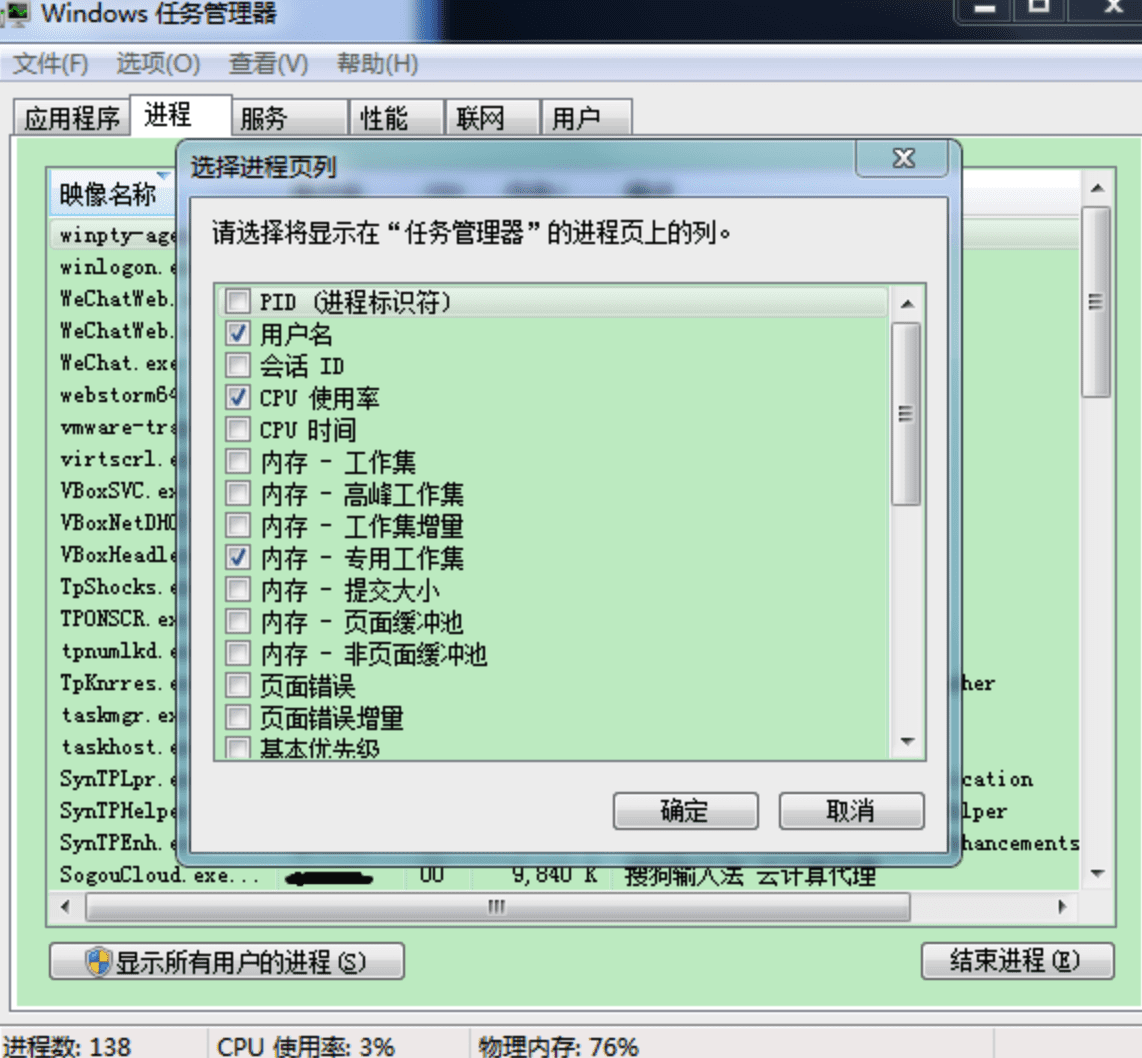 Windows 任务管理器
文件(F) 选项(O) 查看(V) 帮助(H)
应用程序 进程 服务 性能 联网 用户
选择进程页列
映像名称
请选择将显示在“任务管理器”的进程页上的列。
winpty-age
winlogon.e
WeChatWeb.
WeChatWeb.
WeChat.exe
webstorm64
vmware-tra
virtscrl.e
VBoxSVC.ex
VBoxNetDHC
VBoxHeadle
TpShocks.e
TPONSCR.ex
tpnumlkd.e
TpKnrres.e
taskmgr.ex
taskhost.e
SynTPLpr.e
SynTPHelpe
SynTPEnh.e
PID (进程标识符)
用户名
会话 ID
CPU 使用率
CPU 时间
内存 - 工作集
内存 - 高峰工作集
内存 - 工作集增量
内存 - 专用工作集
内存 - 提交大小
内存 - 页面缓冲池
内存 - 非页面缓冲池
页面错误
页面错误增量
基本优先级
确定 取消
her
cation
lper
hancements
SogouCloud.exe... 00 9,840 K 搜狗输入法 云计算代理
显示所有用户的进程(S) 结束进程(E)
进程数: 138 CPU 使用率: 3% 物理内存: 76%